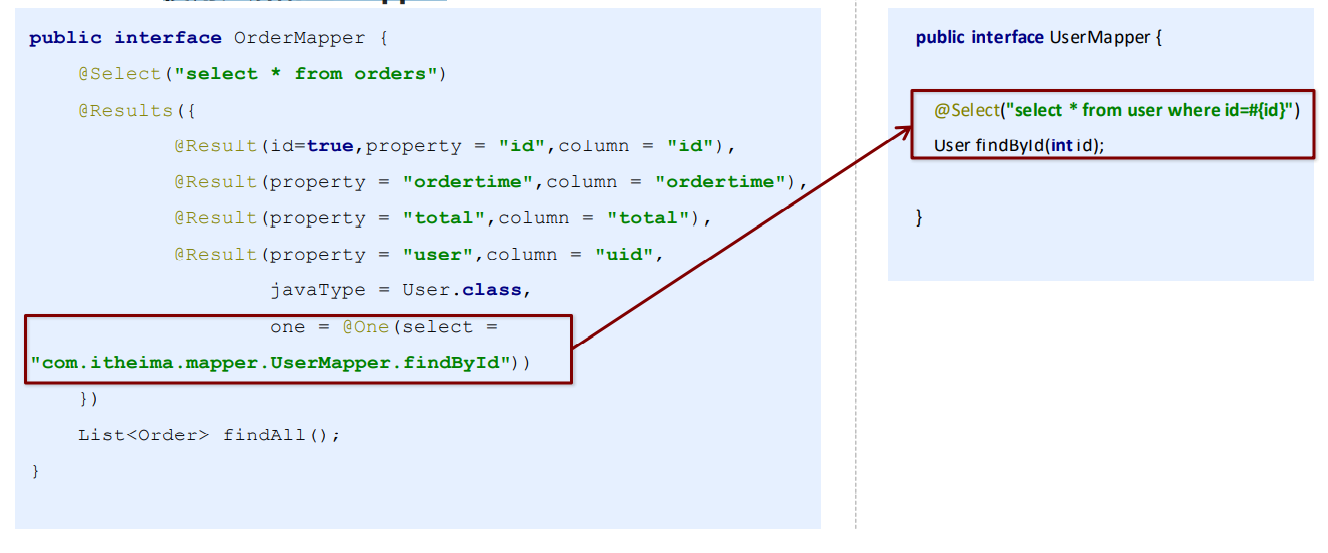 public interface OrderMapper {
@Select("select * from orders")
@Results({
@Result(id=true,property = "id",column = "id"),
@Result(property = "ordertime",column = "ordertime"),
@Result(property = "total",column = "total"),
@Result(property = "user",column = "uid",
javaType = User.class,
one = @One(select =
"com.itheima.mapper.UserMapper.findById"))
})
List<Order> findAll();
}
public interface UserMapper {
@Select("select * from user where id=#{id}")
User findById(int id);
}